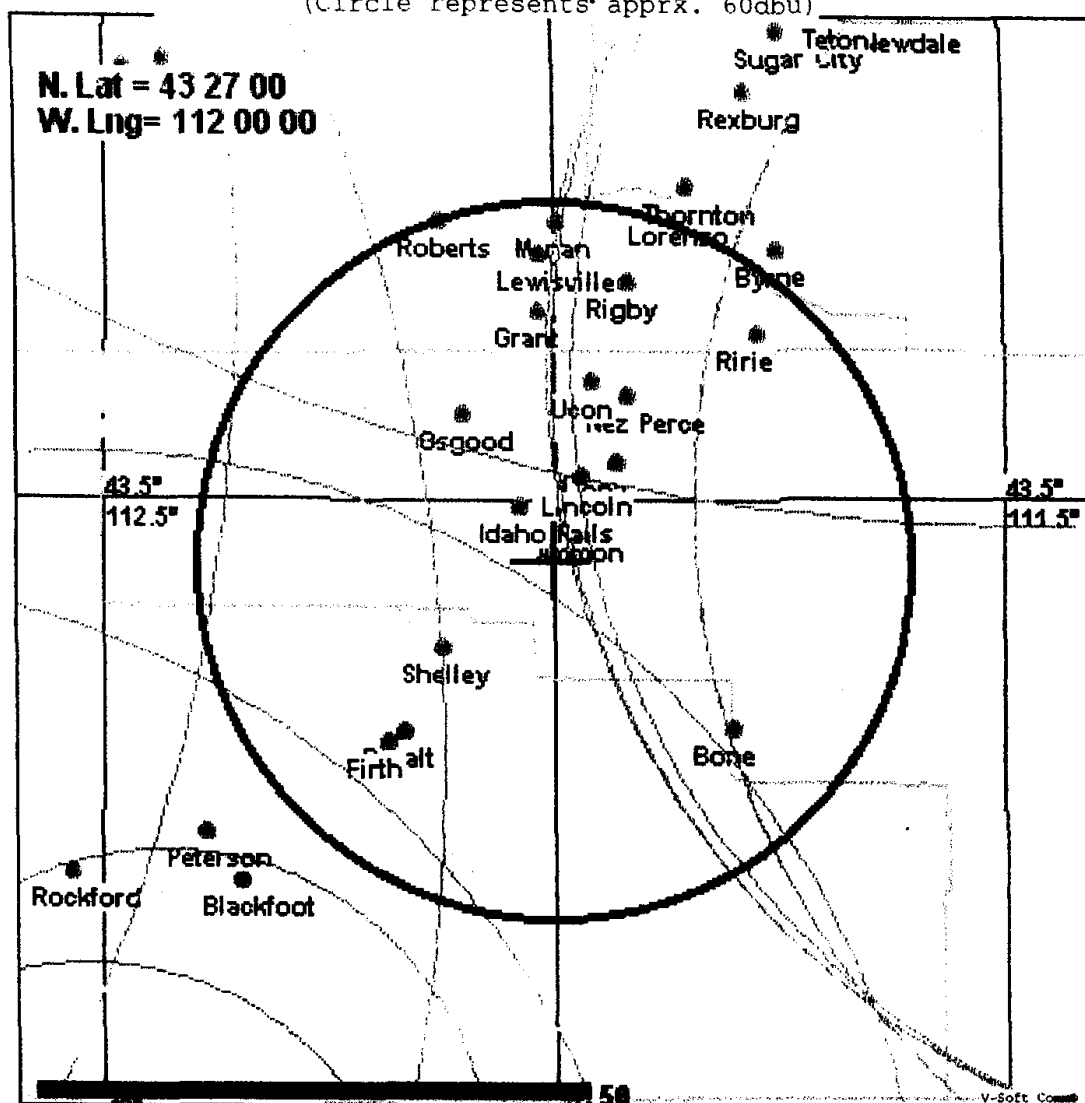 (Circle represents apprx. 60dbu)
N. Lat = 43 27 00
W. Lng= 112 00 00
Teton
Sugar City
Rexburg
Thornton
Lorenzo
Roberts
Byrne
Lewisville
Rigby
Grant
Ririe
Ucon
Nez Perce
Osgood
43.5°
112.5°
43.5°
111.5°
Lincoln
Idaho Falls
Shelley
Firth
Bone
Peterson
Rockford
Blackfoot
50
V-Soft Comm®